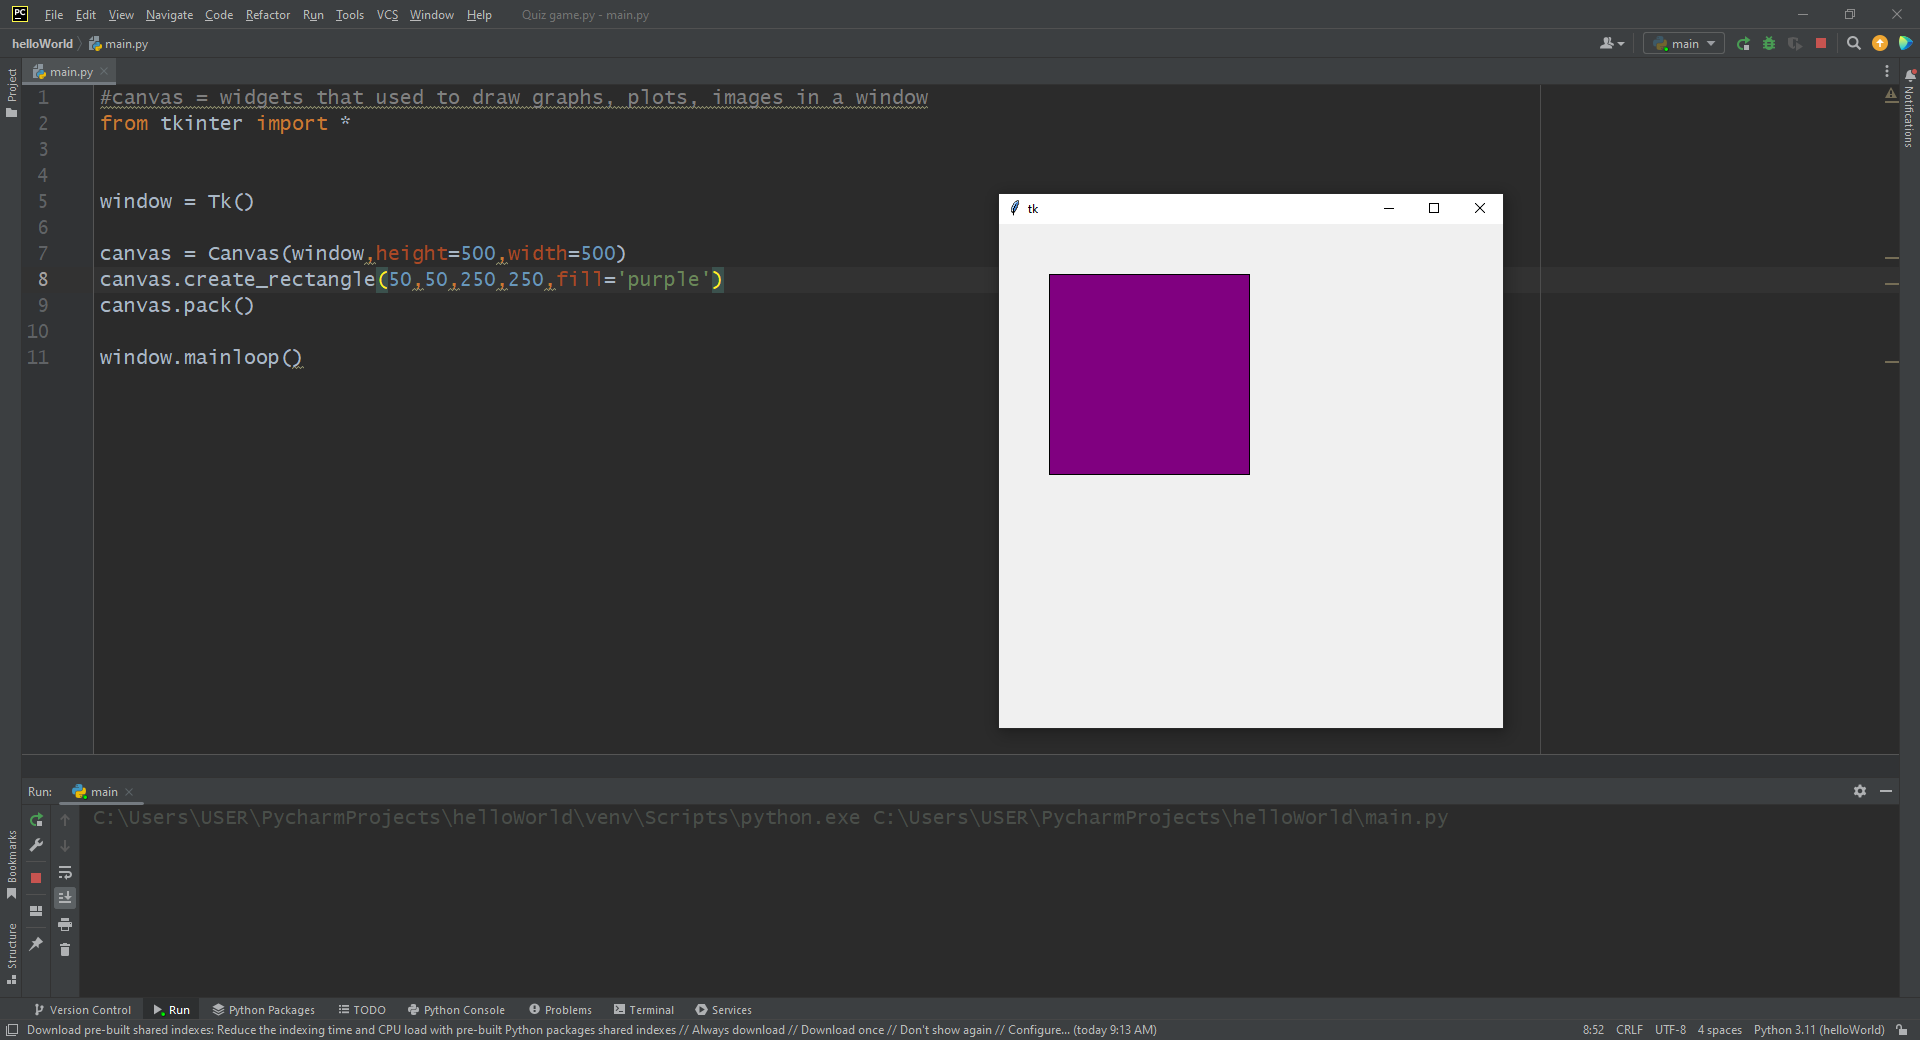 PC File Edit View Navigate Code Refactor Run Tools VCS Window Help Quiz game.py - main.py
helloWorld main.py main
main.py
Project
Notifications
1 #canvas = widgets that used to draw graphs, plots, images in a window
2 from tkinter import *
3
4
5 window = Tk()
6
7 canvas = Canvas(window,height=500,width=500)
8 canvas.create_rectangle(50,50,250,250,fill='purple')
9 canvas.pack()
10
11 window.mainloop()
tk
Run: main
C:\Users\USER\PycharmProjects\helloWorld\venv\Scripts\python.exe C:\Users\USER\PycharmProjects\helloWorld\main.py
Bookmarks
Structure
Version Control Run Python Packages TODO Python Console Problems Terminal Services
Download pre-built shared indexes: Reduce the indexing time and CPU load with pre-built Python packages shared indexes // Always download // Download once // Don't show again // Configure... (today 9:13 AM) 8:52 CRLF UTF-8 4 spaces Python 3.11 (helloWorld)